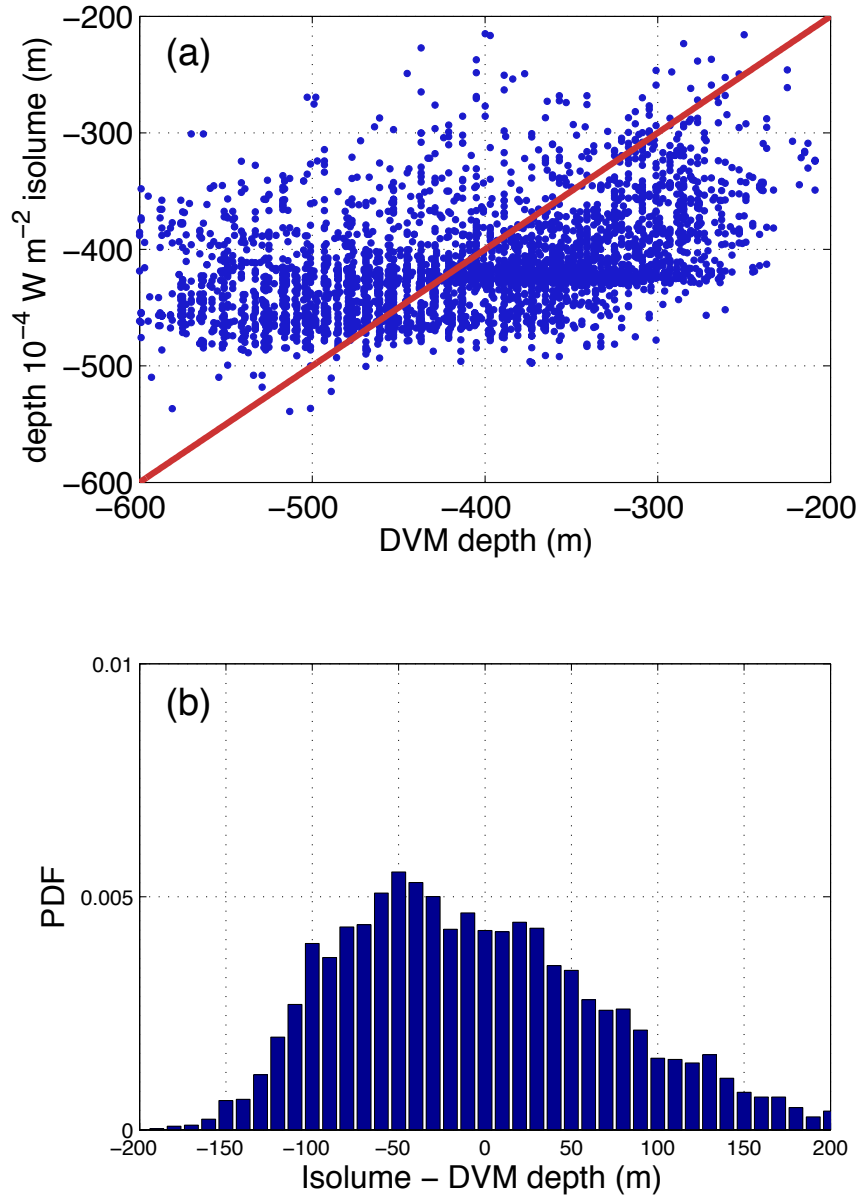 (a)
depth 10⁻⁴ W m⁻² isolume (m)
−200
−300
−400
−500
−600
−600 −500 −400 −300 −200
DVM depth (m)
(b)
PDF
0.01
0.005
0
−200 −150 −100 −50 0 50 100 150 200
Isolume − DVM depth (m)